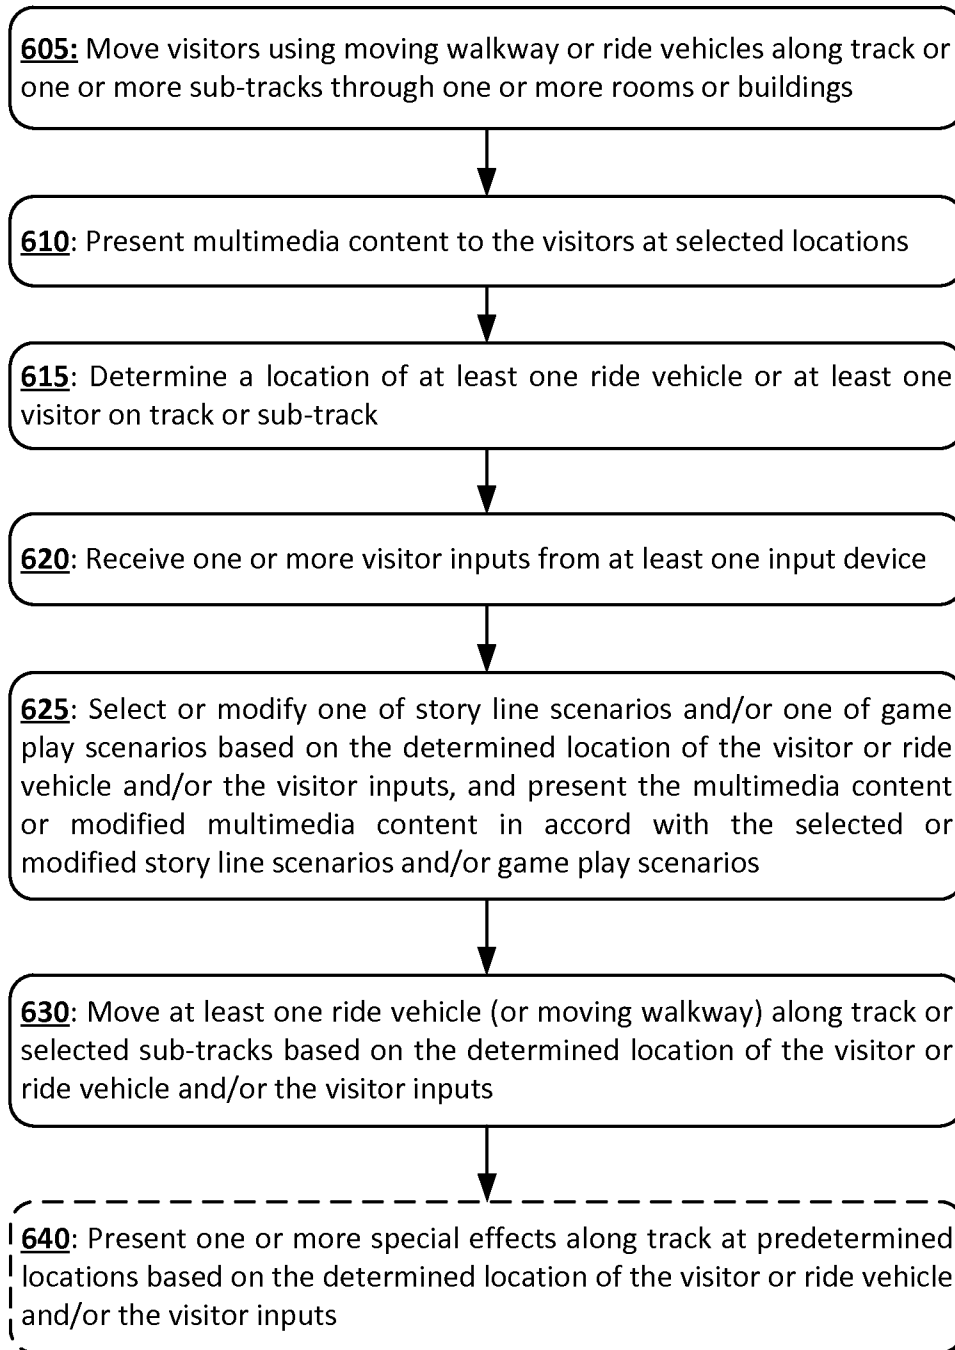 605: Move visitors using moving walkway or ride vehicles along track or
one or more sub-tracks through one or more rooms or buildings
610: Present multimedia content to the visitors at selected locations
615: Determine a location of at least one ride vehicle or at least one
visitor on track or sub-track
620: Receive one or more visitor inputs from at least one input device
625: Select or modify one of story line scenarios and/or one of game
play scenarios based on the determined location of the visitor or ride
vehicle and/or the visitor inputs, and present the multimedia content
or modified multimedia content in accord with the selected or
modified story line scenarios and/or game play scenarios
630: Move at least one ride vehicle (or moving walkway) along track or
selected sub-tracks based on the determined location of the visitor or
ride vehicle and/or the visitor inputs
640: Present one or more special effects along track at predetermined
locations based on the determined location of the visitor or ride vehicle
and/or the visitor inputs